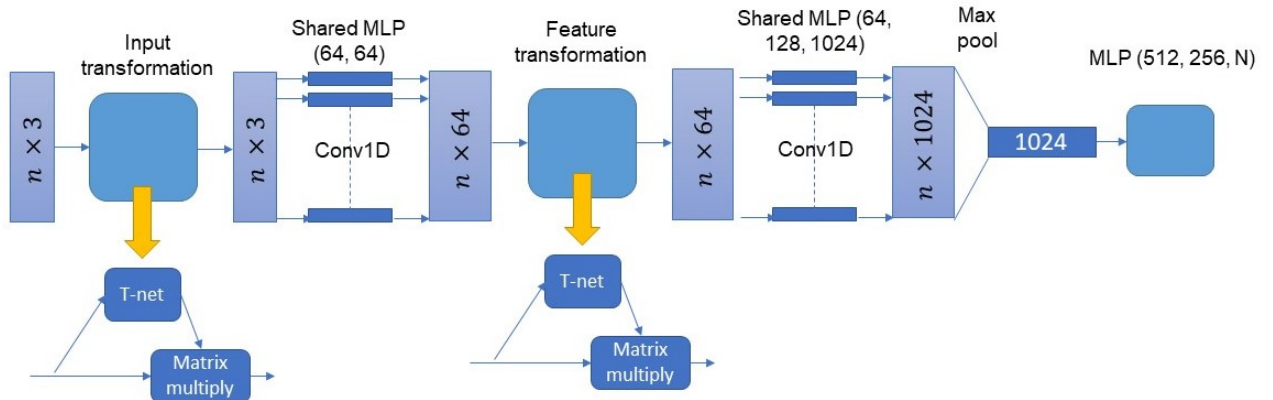 Input
transformation
Shared MLP
(64, 64)
Feature
transformation
Shared MLP (64,
128, 1024)
Max
pool
MLP (512, 256, N)
n × 3
n × 3
Conv1D
n × 64
n × 64
Conv1D
n × 1024
1024
T-net
Matrix
multiply
T-net
Matrix
multiply